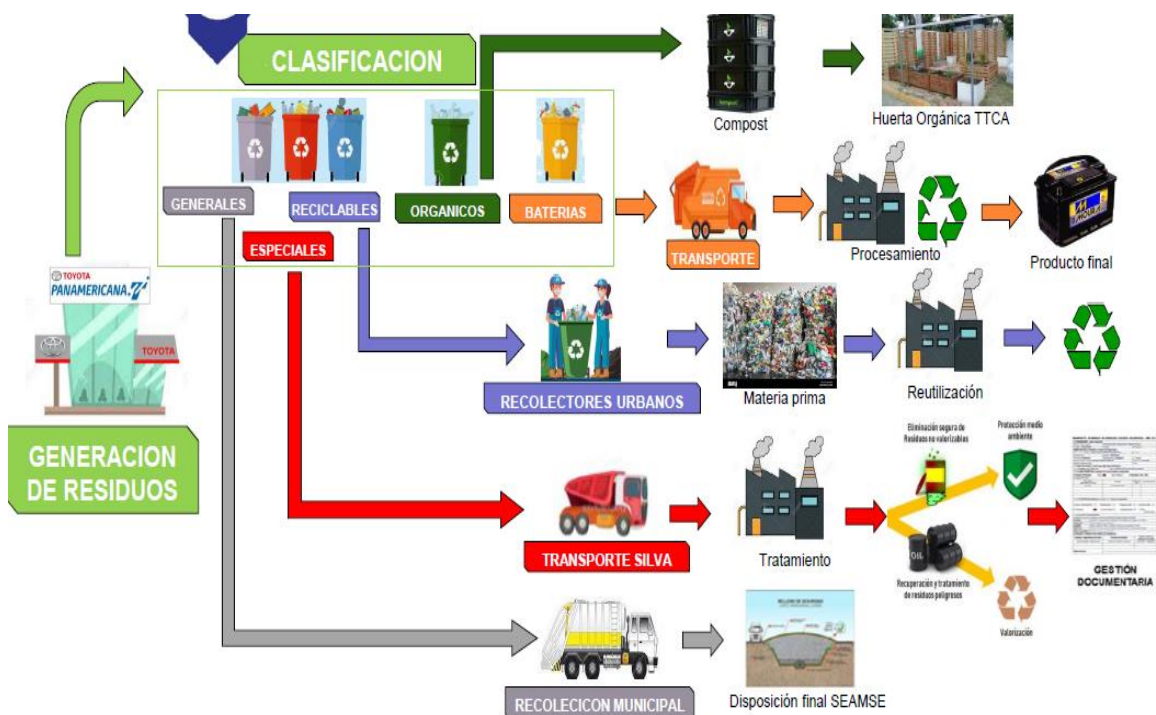 CLASIFICACION
Compost
Huerta Orgánica TTCA
GENERALES
RECICLABLES
ORGANICOS
BATERIAS
ESPECIALES
TRANSPORTE
Procesamiento
Producto final
TOYOTA
PANAMERICANA
TOYOTA
GENERACION
DE RESIDUOS
RECOLECTORES URBANOS
Materia prima
Reutilización
Eliminación segura de
Residuos no valorizables
Protección medio
ambiente
TRANSPORTE SILVA
Tratamiento
OIL
Recuperación y tratamiento
de residuos peligrosos
Valorización
GESTIÓN
DOCUMENTARIA
RECOLECICON MUNICIPAL
Disposición final SEAMSE